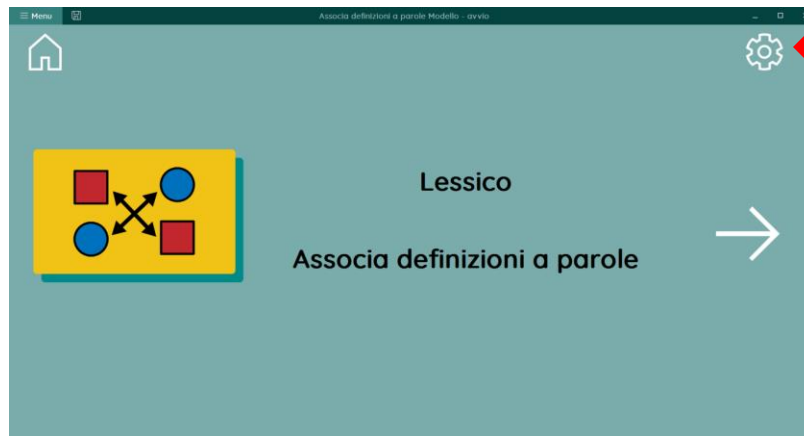 Menu
Associa definizioni a parole Modello - avvio
Lessico
Associa definizioni a parole